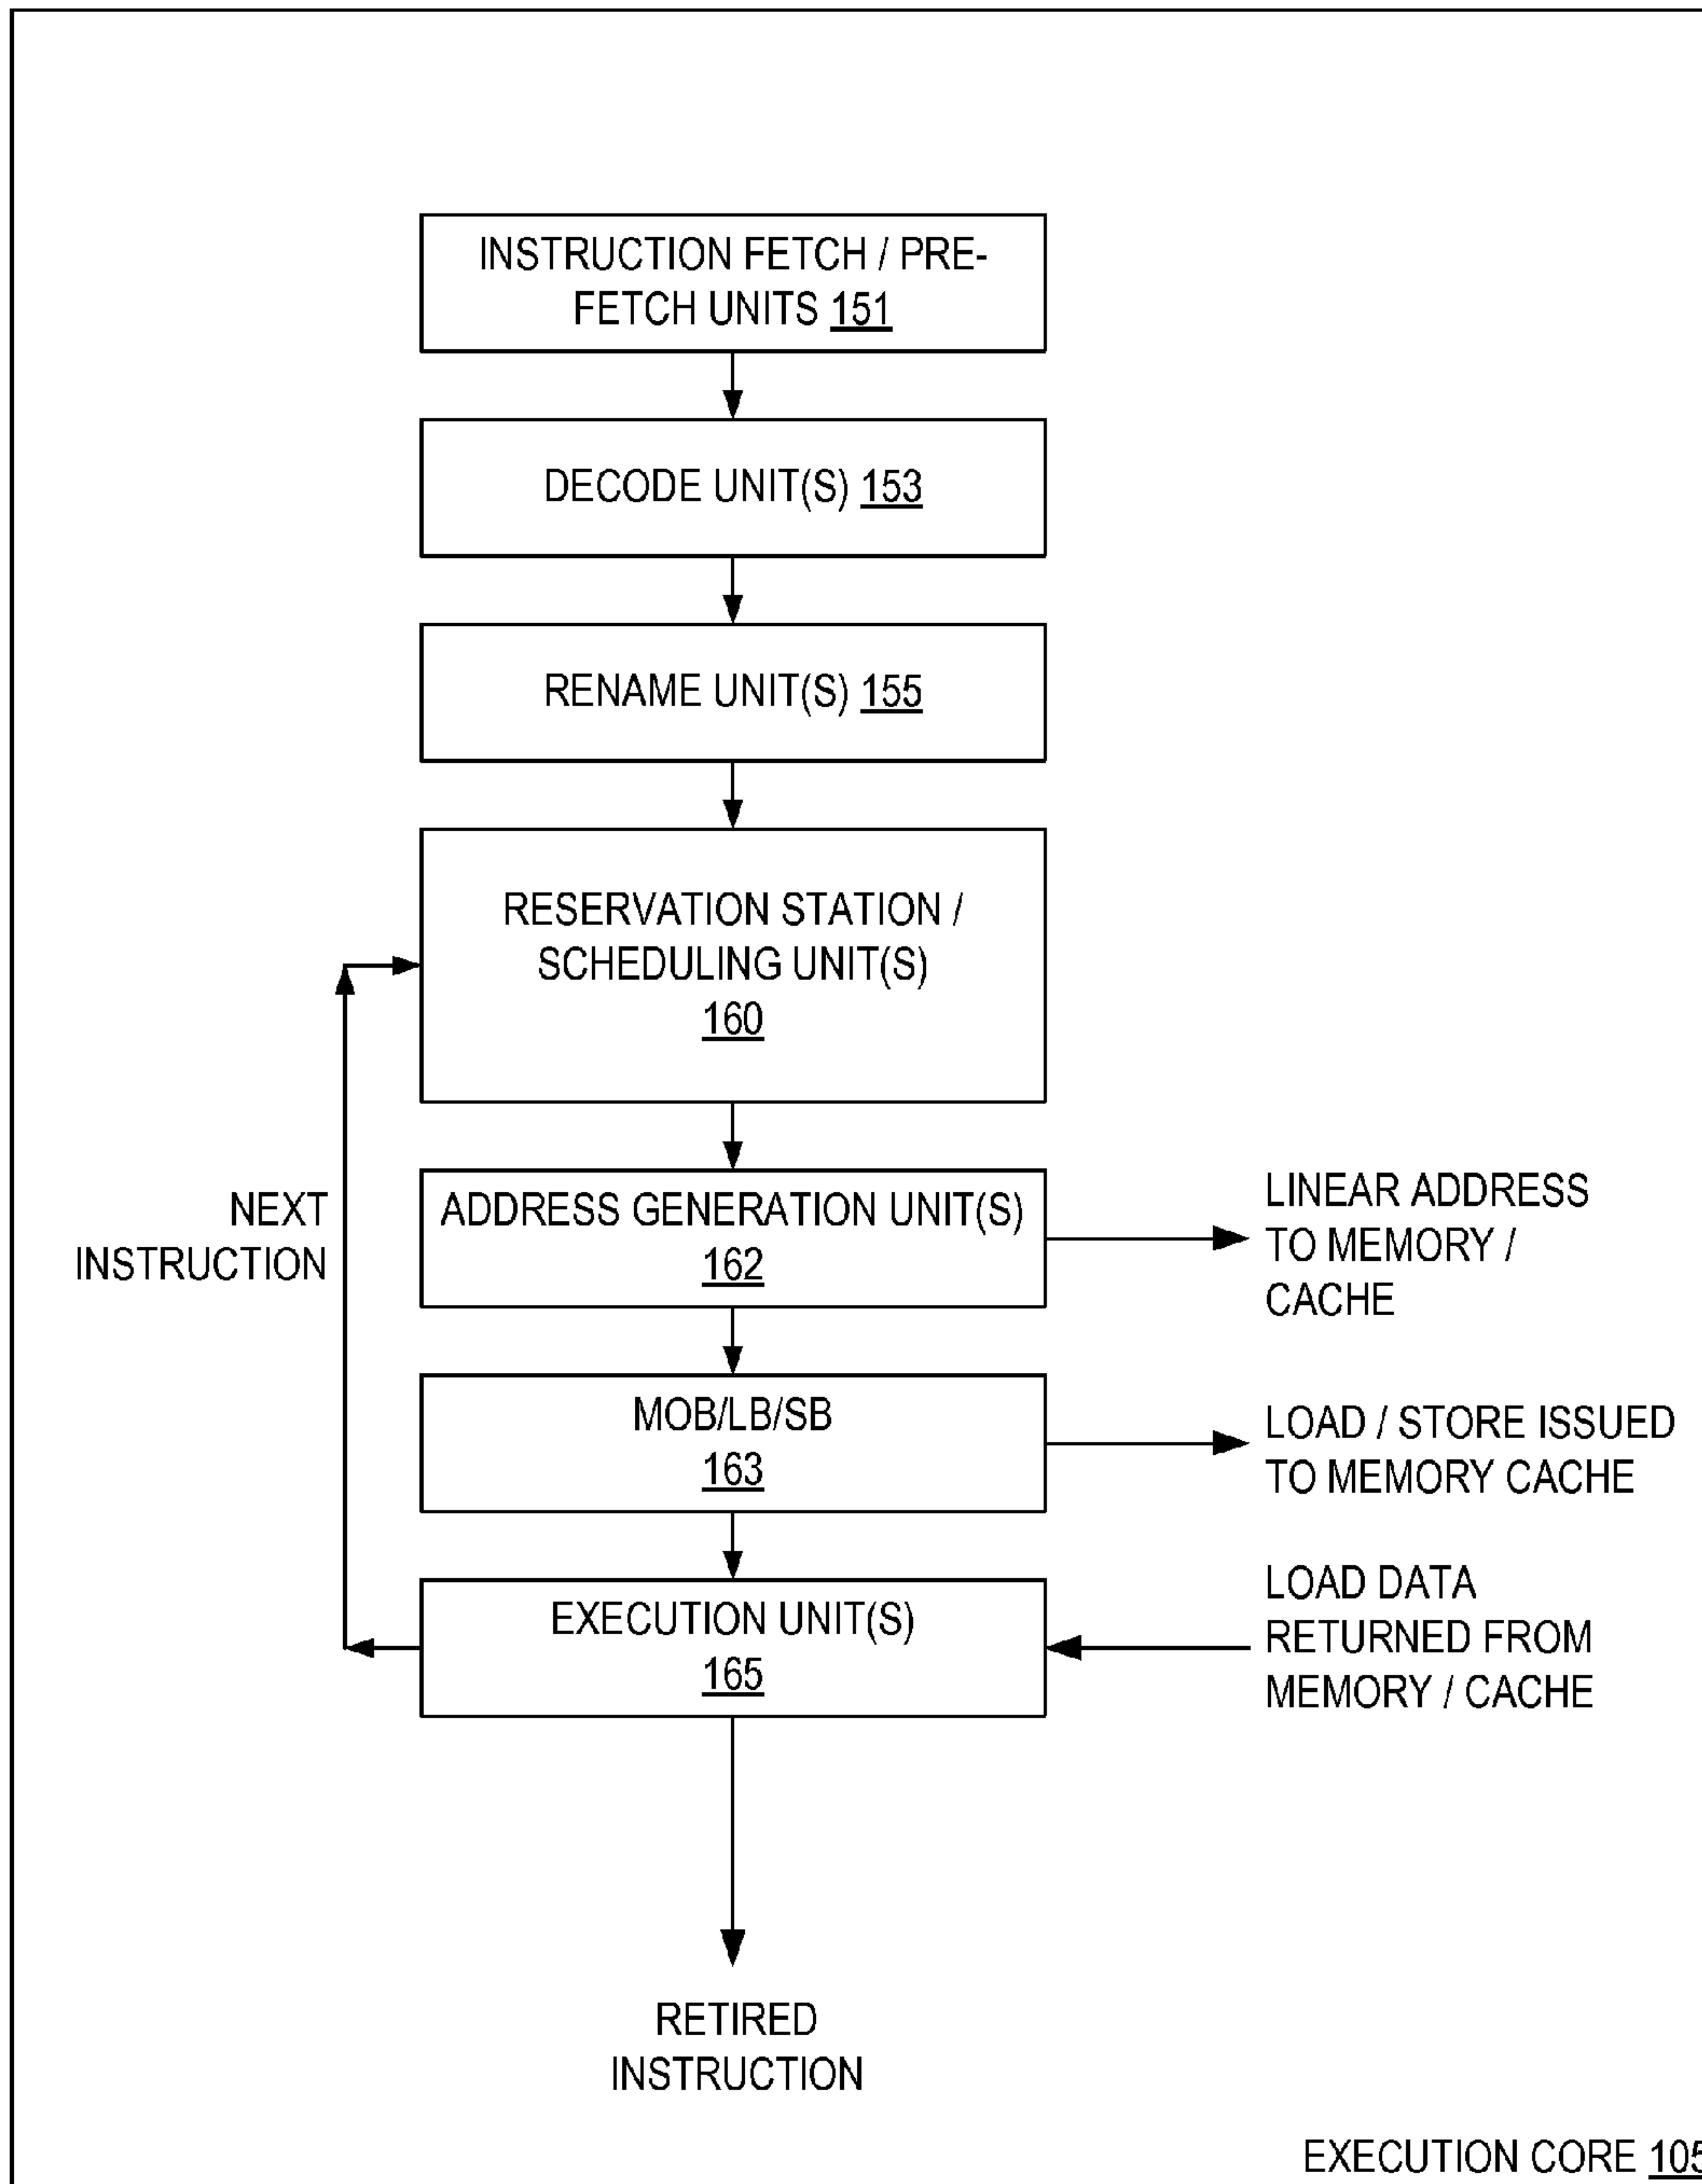 INSTRUCTION FETCH / PRE-
FETCH UNITS 151
DECODE UNIT(S) 153
RENAME UNIT(S) 155
RESERVATION STATION /
SCHEDULING UNIT(S)
160
NEXT
INSTRUCTION
ADDRESS GENERATION UNIT(S)
162
LINEAR ADDRESS
TO MEMORY /
CACHE
MOB/LB/SB
163
LOAD / STORE ISSUED
TO MEMORY CACHE
EXECUTION UNIT(S)
165
LOAD DATA
RETURNED FROM
MEMORY / CACHE
RETIRED
INSTRUCTION
EXECUTION CORE 105